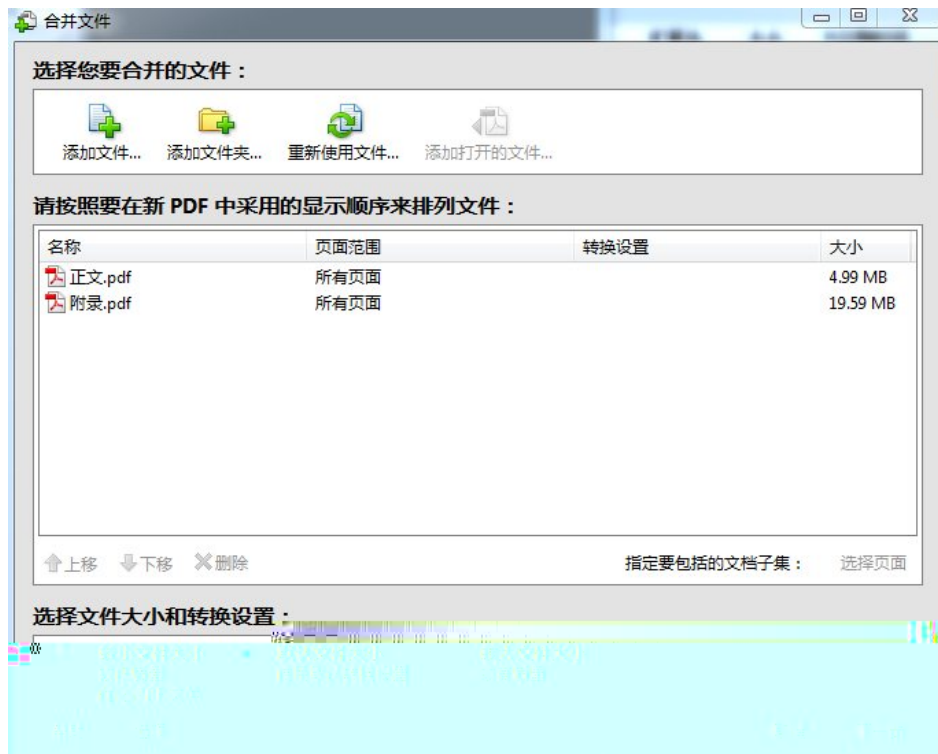 合并文件
选择您要合并的文件：
添加文件... 添加文件夹... 重新使用文件... 添加打开的文件...
请按照要在新 PDF 中采用的显示顺序来排列文件：
名称 页面范围 转换设置 大小
正文.pdf 所有页面 4.99 MB
附录.pdf 所有页面 19.59 MB
上移 下移 删除 指定要包括的文档子集： 选择页面
选择文件大小和转换设置：